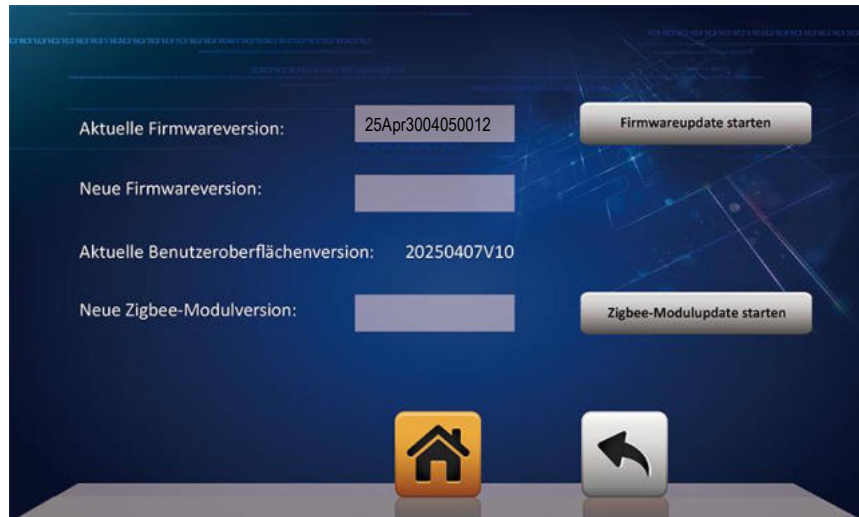 Aktuelle Firmwareversion: 25Apr3004050012 Firmwareupdate starten
Neue Firmwareversion:
Aktuelle Benutzeroberflächenversion: 20250407V10
Neue Zigbee-Modulversion: Zigbee-Modulupdate starten